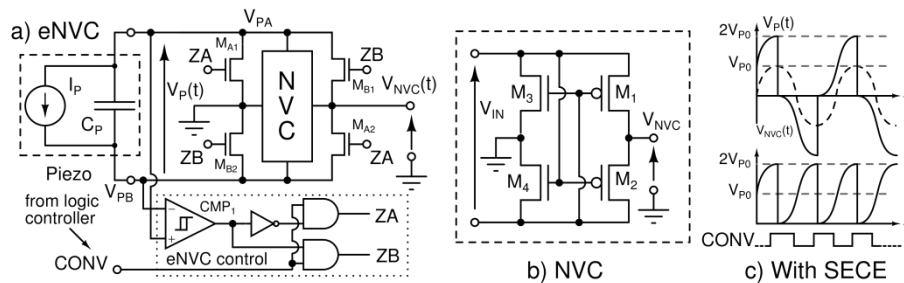 a) eNVC
V_PA
ZA
M_A1
I_P
C_P
V_P(t)
NVC
ZB
M_B1
V_NVC(t)
M_A2
ZB
M_B2
ZA
Piezo
V_PB
from logic
controller
CONV
CMP_1
−
+
eNVC control
ZA
ZB
V_IN
M_3
M_1
V_NVC
M_4
M_2
b) NVC
2V_P0
V_P(t)
V_P0
V_NVC(t)
2V_P0
V_P0
CONV
c) With SECE